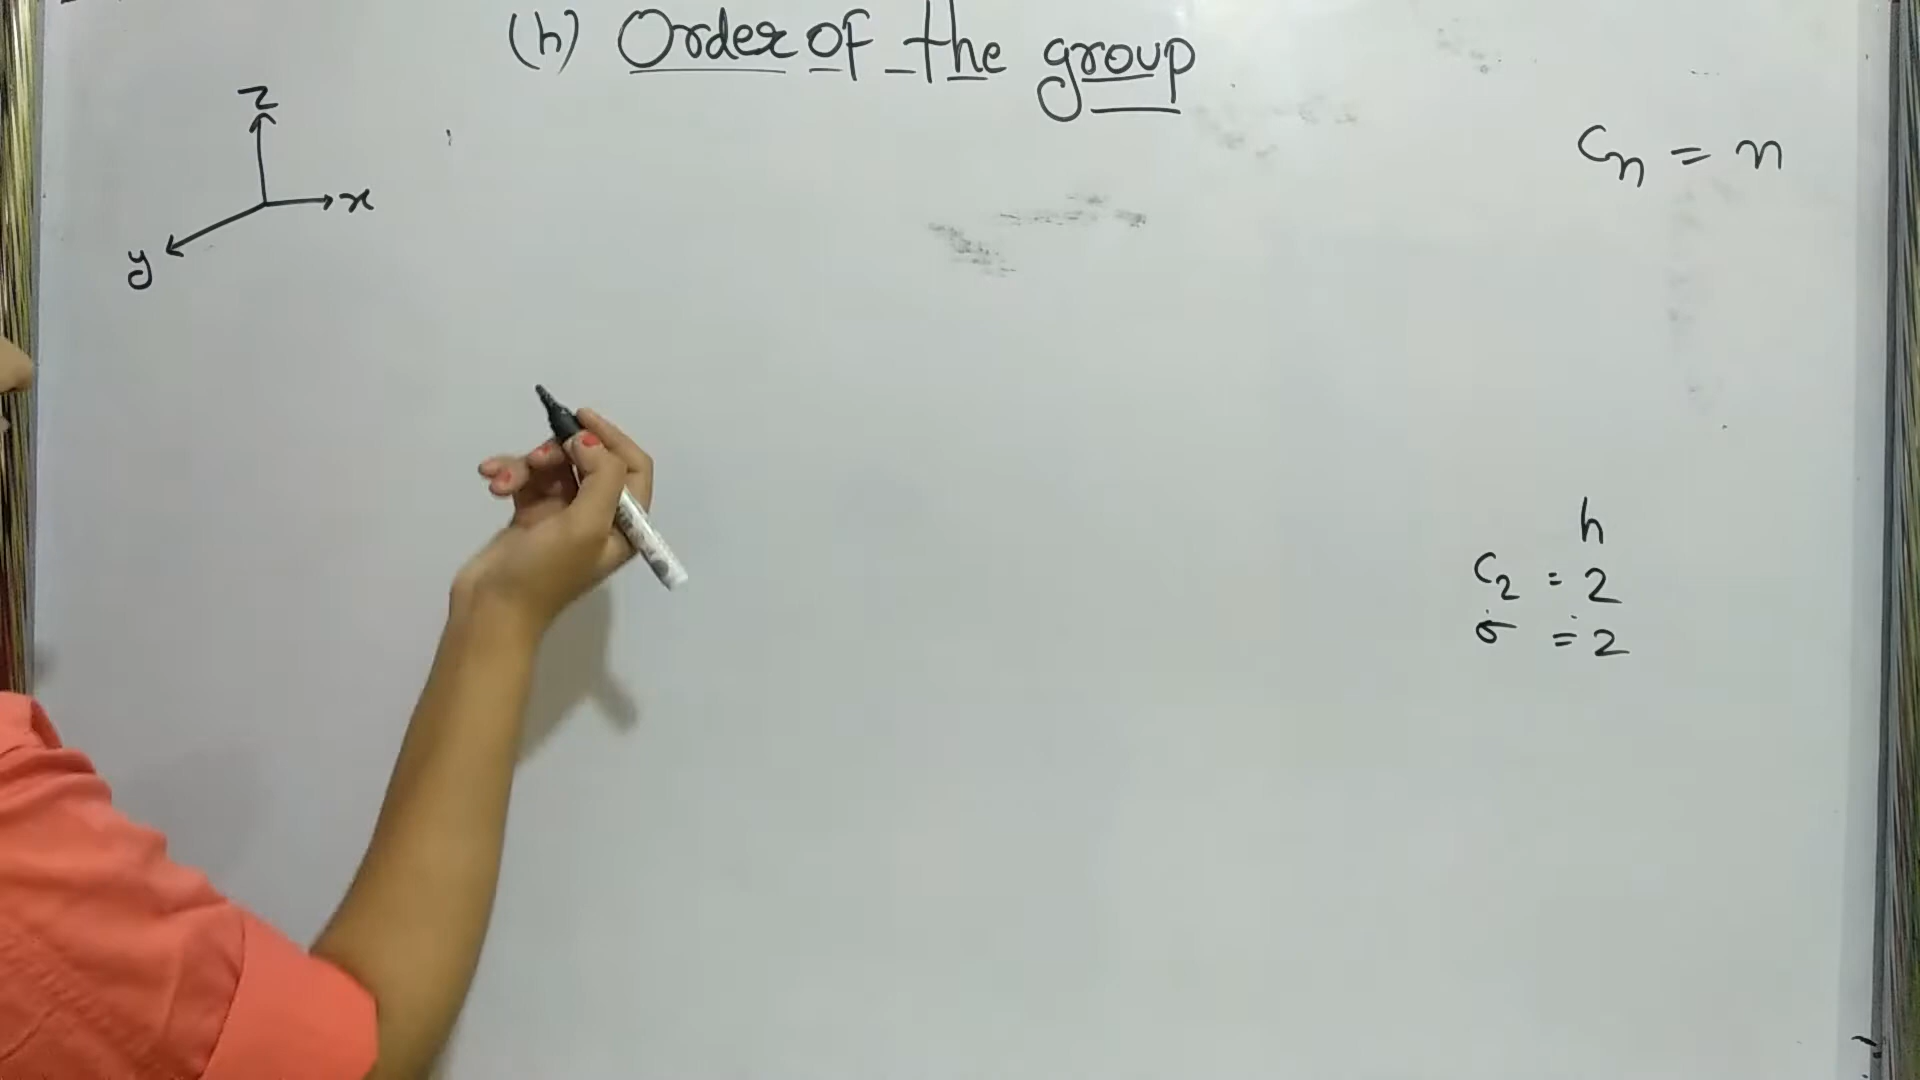 (h) Order of the group
z
x
y
Cn = n
h
C2 = 2
σ = 2